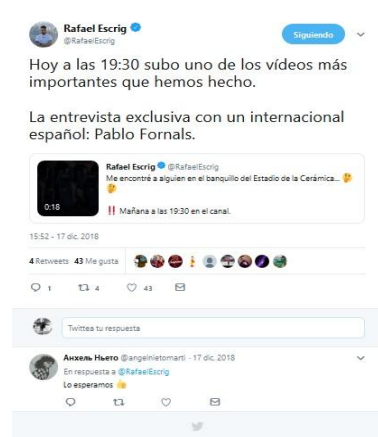 Rafael Escrig
@RafaelEscrig
Siguiendo
Hoy a las 19:30 subo uno de los vídeos más
importantes que hemos hecho.
La entrevista exclusiva con un internacional
español: Pablo Fornals.
Rafael Escrig @RafaelEscrig
Me encontré a alguien en el banquillo del Estadio de la Cerámica... 🤔
🤔
‼️ Mañana a las 19:30 en el canal.
0:18
15:52 - 17 dic. 2018
4 Retweets 43 Me gusta
1 4 43
Twittea tu respuesta
Анхель Ньето @angelnietomarti · 17 dic. 2018
En respuesta a @RafaelEscrig
Lo esperamos 👍